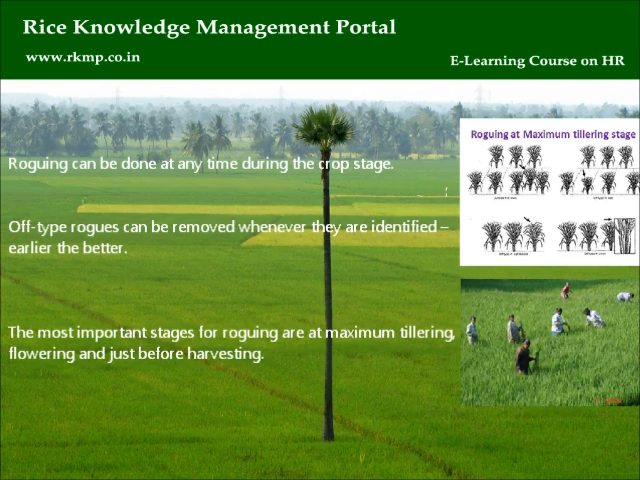 Rice Knowledge Management Portal
www.rkmp.co.in
E-Learning Course on HR
Roguing at Maximum tillering stage
Roguing can be done at any time during the crop stage.
Off-type rogues can be removed whenever they are identified –
earlier the better.
The most important stages for roguing are at maximum tillering,
flowering and just before harvesting.